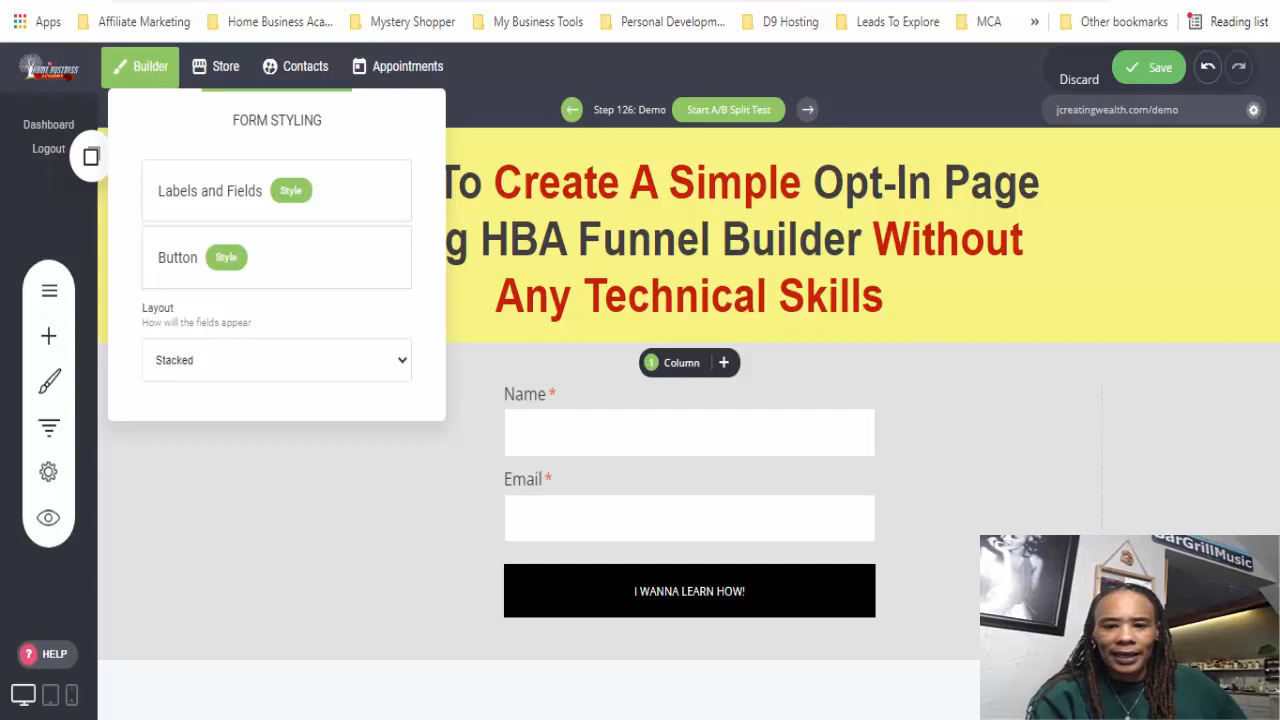 Apps
Affiliate Marketing
Home Business Aca...
Mystery Shopper
My Business Tools
Personal Developm...
D9 Hosting
Leads To Explore
MCA
»
Other bookmarks
Reading list
Builder
Store
Contacts
Appointments
Discard
Save
Step 126: Demo
Start A/B Split Test
jcreatingwealth.com/demo
Dashboard
Logout
FORM STYLING
Labels and Fields
Style
Button
Style
Layout
How will the fields appear
Stacked
To Create A Simple Opt-In Page
g HBA Funnel Builder Without
Any Technical Skills
1 Column +
Name *
Email *
I WANNA LEARN HOW!
? HELP
BarGrillMusic